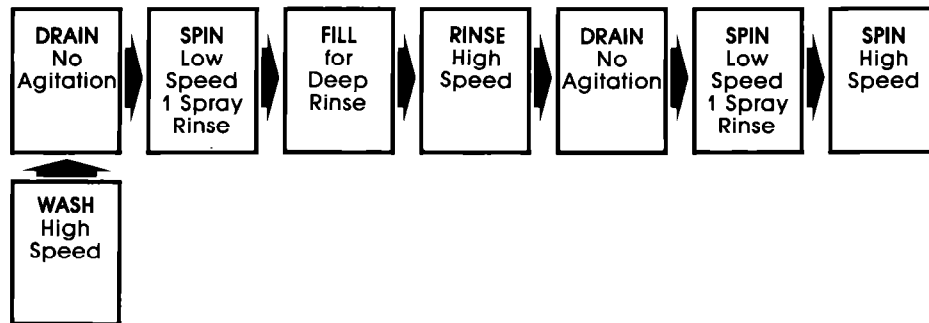 DRAIN
No
Agitation
SPIN
Low
Speed
1 Spray
Rinse
FILL
for
Deep
Rinse
RINSE
High
Speed
DRAIN
No
Agitation
SPIN
Low
Speed
1 Spray
Rinse
SPIN
High
Speed
WASH
High
Speed